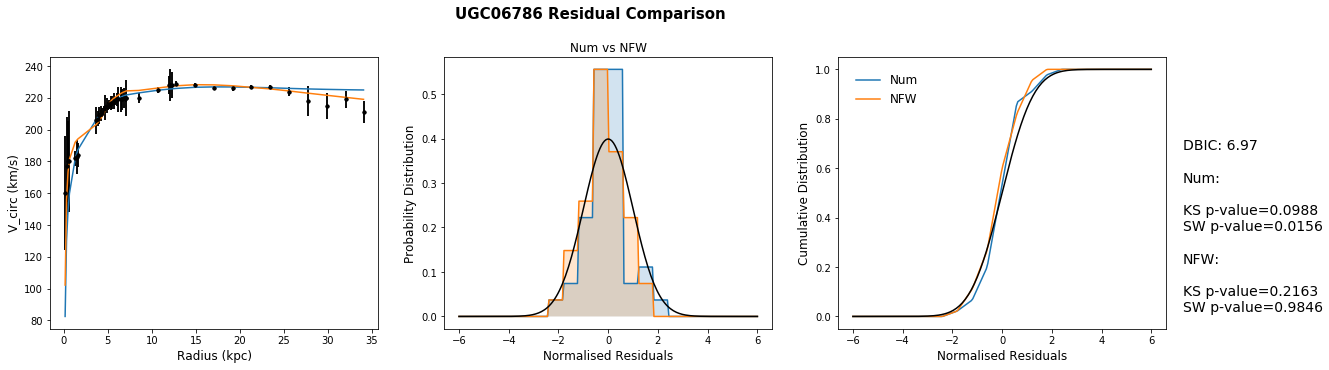 UGC06786 Residual Comparison
V_circ (km/s)
240
220
200
180
160
140
120
100
80
0
5
10
15
20
25
30
35
Radius (kpc)
Num vs NFW
Probability Distribution
0.5
0.4
0.3
0.2
0.1
0.0
−6
−4
−2
0
2
4
6
Normalised Residuals
Cumulative Distribution
1.0
0.8
0.6
0.4
0.2
0.0
Num
NFW
−6
−4
−2
0
2
4
6
Normalised Residuals
DBIC: 6.97
Num:
KS p-value=0.0988
SW p-value=0.0156
NFW:
KS p-value=0.2163
SW p-value=0.9846